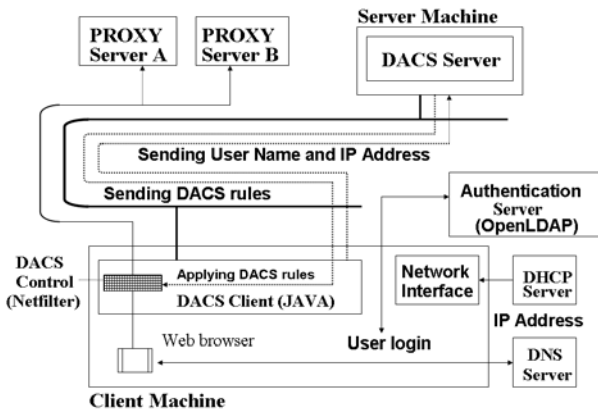 Server Machine
PROXY
Server A
PROXY
Server B
DACS Server
Sending User Name and IP Address
Sending DACS rules
Authentication
Server
(OpenLDAP)
DACS
Control
(Netfilter)
Applying DACS rules
DACS Client (JAVA)
Network
Interface
DHCP
Server
IP Address
Web browser
User login
DNS
Server
Client Machine